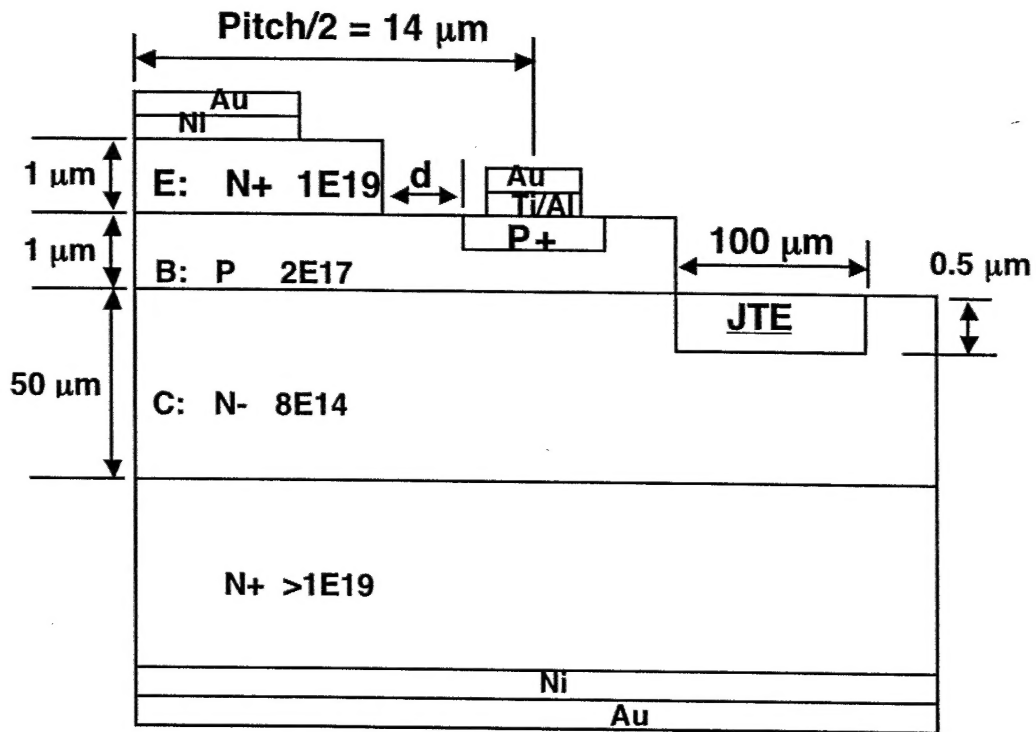 Pitch/2 = 14 μm
Au
NI
1 μm
E: N+ 1E19
d
Au
Ti/Al
P+
1 μm
B: P 2E17
100 μm
0.5 μm
JTE
50 μm
C: N- 8E14
N+ >1E19
Ni
Au